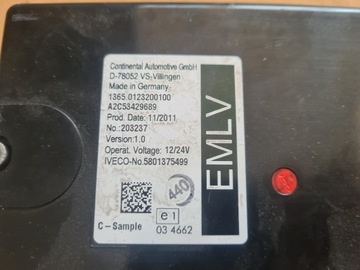 Continental Automotive GmbH
D-78052 VS-Villingen
Made in Germany
1365.0123200100
A2C53429689
Prod. Date: 11/2011
No.:203237
Version:1.0
Operat. Voltage: 12/24V
IVECO-No.:5801375499
EMLV
440
e1
C - Sample
03 4662